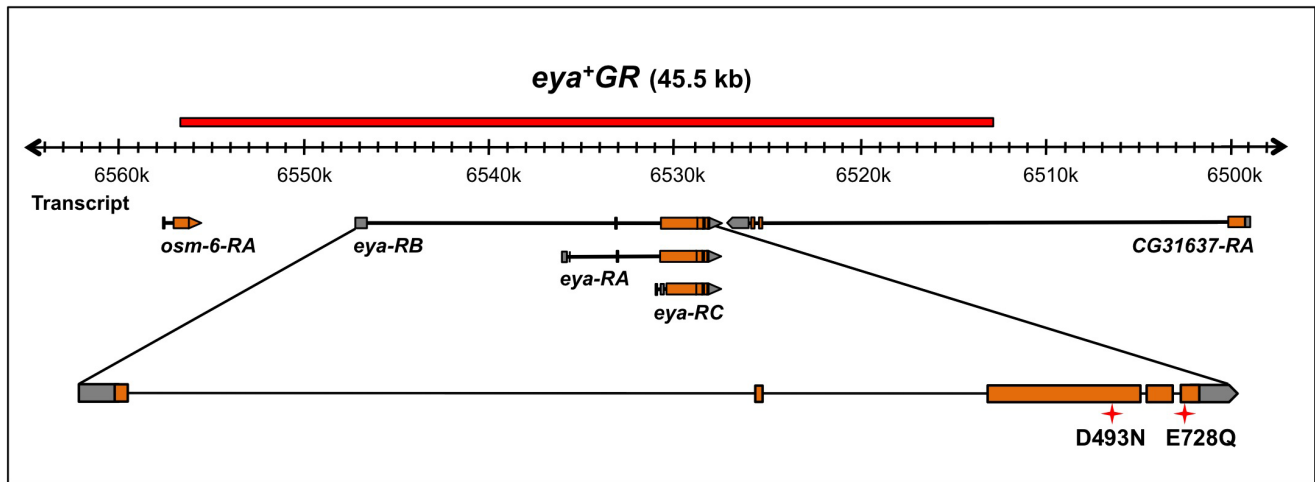 eya⁺GR (45.5 kb)
6560k 6550k 6540k 6530k 6520k 6510k 6500k
Transcript
osm-6-RA eya-RB CG31637-RA
eya-RA
eya-RC
D493N E728Q